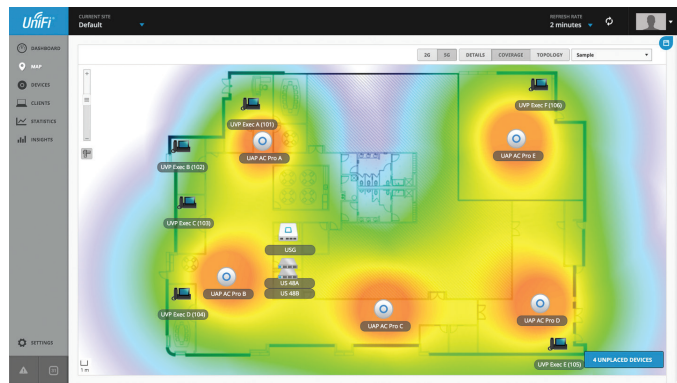 UniFi
CURRENT SITE
Default
REFRESH RATE
2 minutes
DASHBOARD
MAP
DEVICES
CLIENTS
STATISTICS
INSIGHTS
SETTINGS
2G 5G DETAILS COVERAGE TOPOLOGY Sample
UVP Exec A (101)
UVP Exec F (106)
UAP AC Pro A
UAP AC Pro E
UVP Exec B (102)
UVP Exec C (103)
USG
UAP AC Pro B
US 48A
US 48B
UVP Exec D (104)
UAP AC Pro C
UAP AC Pro D
UVP Exec E (105)
4 UNPLACED DEVICES
1 m